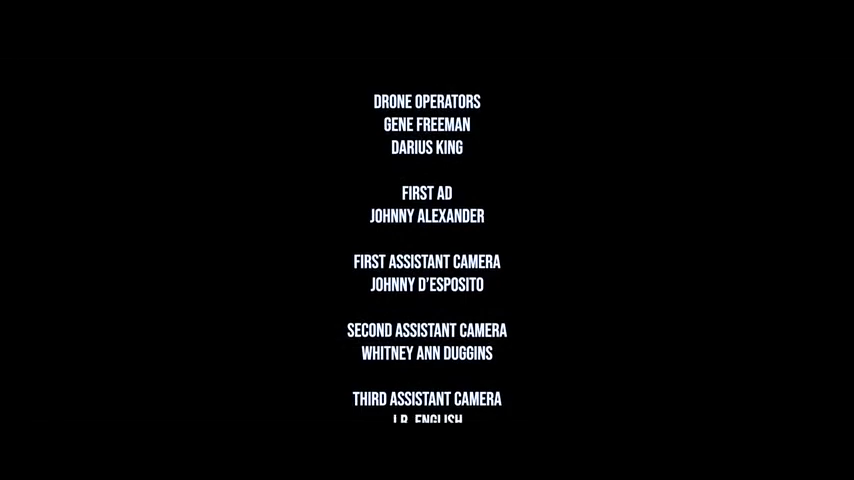 DRONE OPERATORS
GENE FREEMAN
DARIUS KING
FIRST AD
JOHNNY ALEXANDER
FIRST ASSISTANT CAMERA
JOHNNY D'ESPOSITO
SECOND ASSISTANT CAMERA
WHITNEY ANN DUGGINS
THIRD ASSISTANT CAMERA
ENGLISH